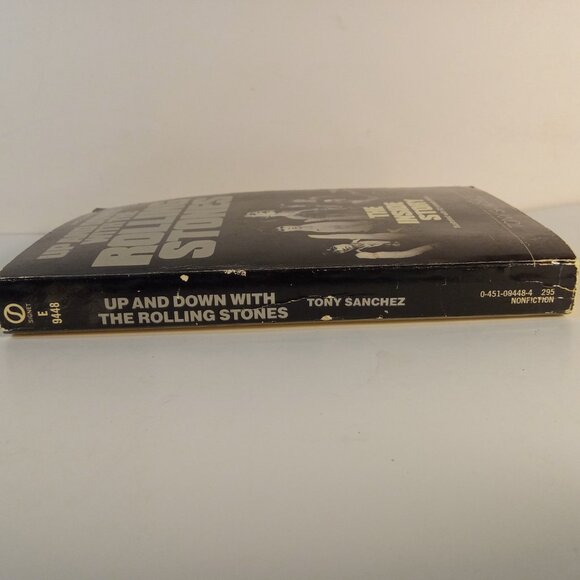 UP AND DOWN WITH
THE ROLLING STONES
TONY SANCHEZ
0-451-09448-4 295
NONFICTION
SIGNET
E
9448
WITH
ROLLING
STONES
THE
INSIDE
STORY